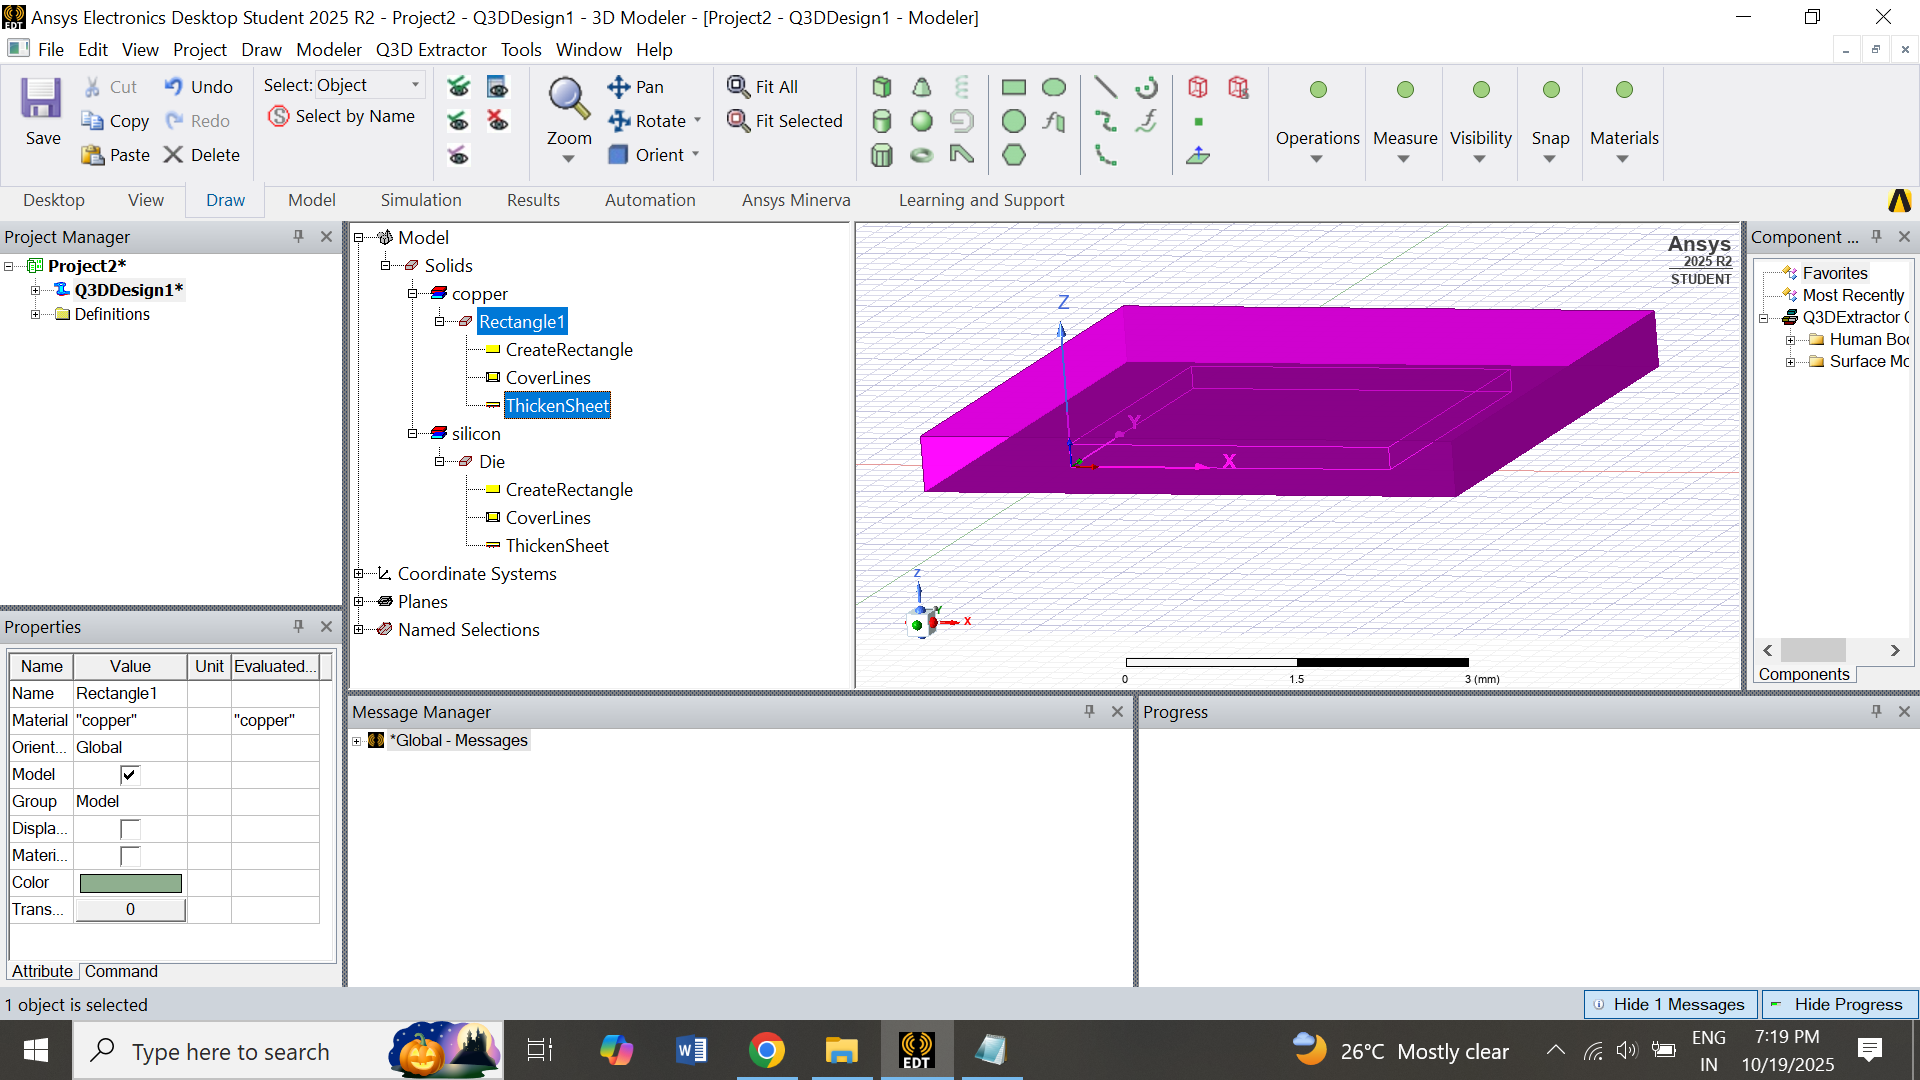 Ansys Electronics Desktop Student 2025 R2 - Project2 - Q3DDesign1 - 3D Modeler - [Project2 - Q3DDesign1 - Modeler]
File Edit View Project Draw Modeler Q3D Extractor Tools Window Help
Save
Cut
Copy
Paste
Undo
Redo
Delete
Select: Object
Select by Name
Zoom
Pan
Rotate
Orient
Fit All
Fit Selected
Operations
Measure
Visibility
Snap
Materials
Desktop View Draw Model Simulation Results Automation Ansys Minerva Learning and Support
Project Manager
Project2*
Q3DDesign1*
Definitions
Model
Solids
copper
Rectangle1
CreateRectangle
CoverLines
ThickenSheet
silicon
Die
CreateRectangle
CoverLines
ThickenSheet
Coordinate Systems
Planes
Named Selections
Ansys
2025 R2
STUDENT
Z
Y
X
Z
Y
X
0 1.5 3 (mm)
Component ...
Favorites
Most Recently
Q3DExtractor
Human Bo
Surface Mo
Components
Properties
Name Value Unit Evaluated...
Name Rectangle1
Material "copper" "copper"
Orient... Global
Model
Group Model
Displa...
Materi...
Color
Trans... 0
Attribute Command
Message Manager
*Global - Messages
Progress
1 object is selected
Hide 1 Messages
Hide Progress
Type here to search
EDT
26°C Mostly clear
ENG
IN
7:19 PM
10/19/2025